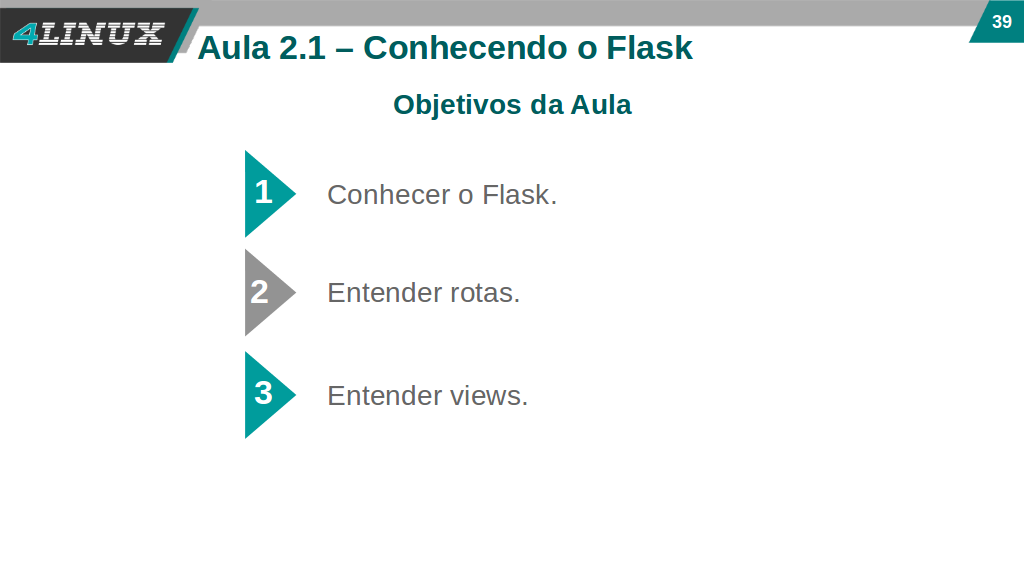 4LINUX
39
Aula 2.1 – Conhecendo o Flask
Objetivos da Aula
1 Conhecer o Flask.
2 Entender rotas.
3 Entender views.